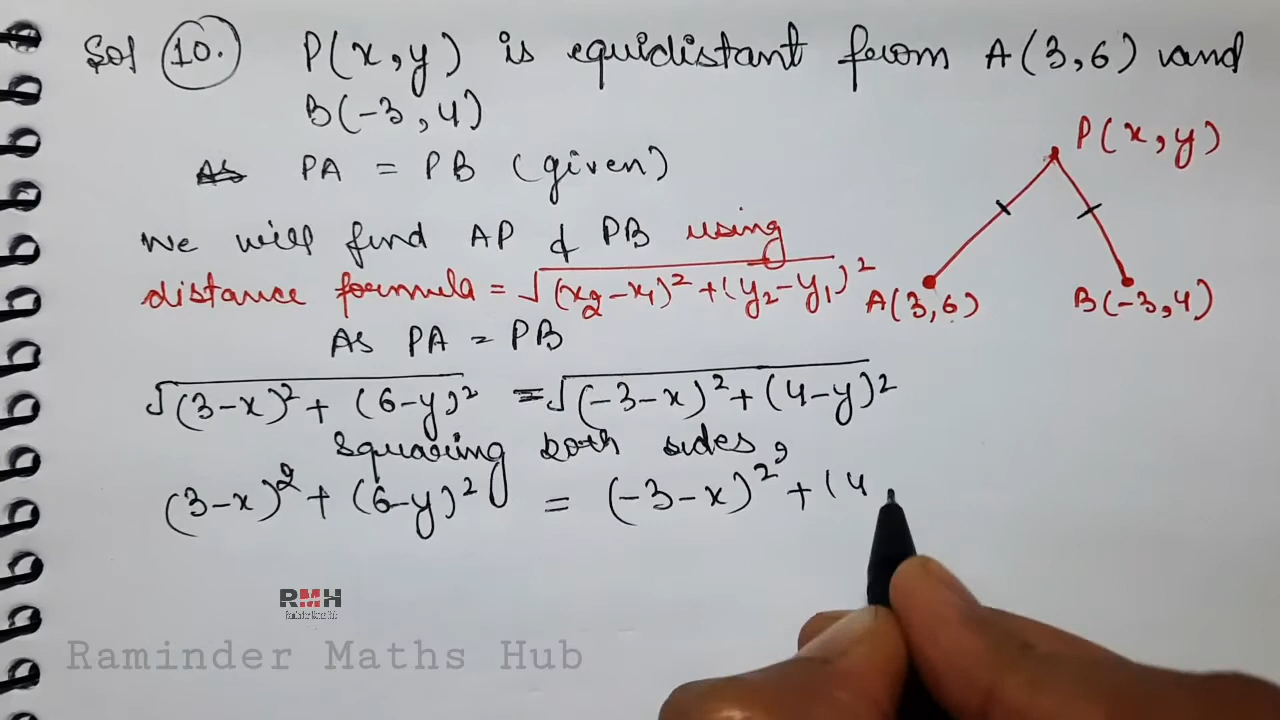 Sol 10. P(x,y) is equidistant from A(3,6) and
B(-3,4)
As PA = PB (given)
We will find AP & PB using
distance formula = √(x₂-x₁)²+(y₂-y₁)²
As PA = PB
√(3-x)²+(6-y)² = √(-3-x)²+(4-y)²
Squaring both sides,
(3-x)²+(6-y)² = (-3-x)²+(4
P(x,y)
A(3,6)
B(-3,4)
RMH
Raminder Maths Hub